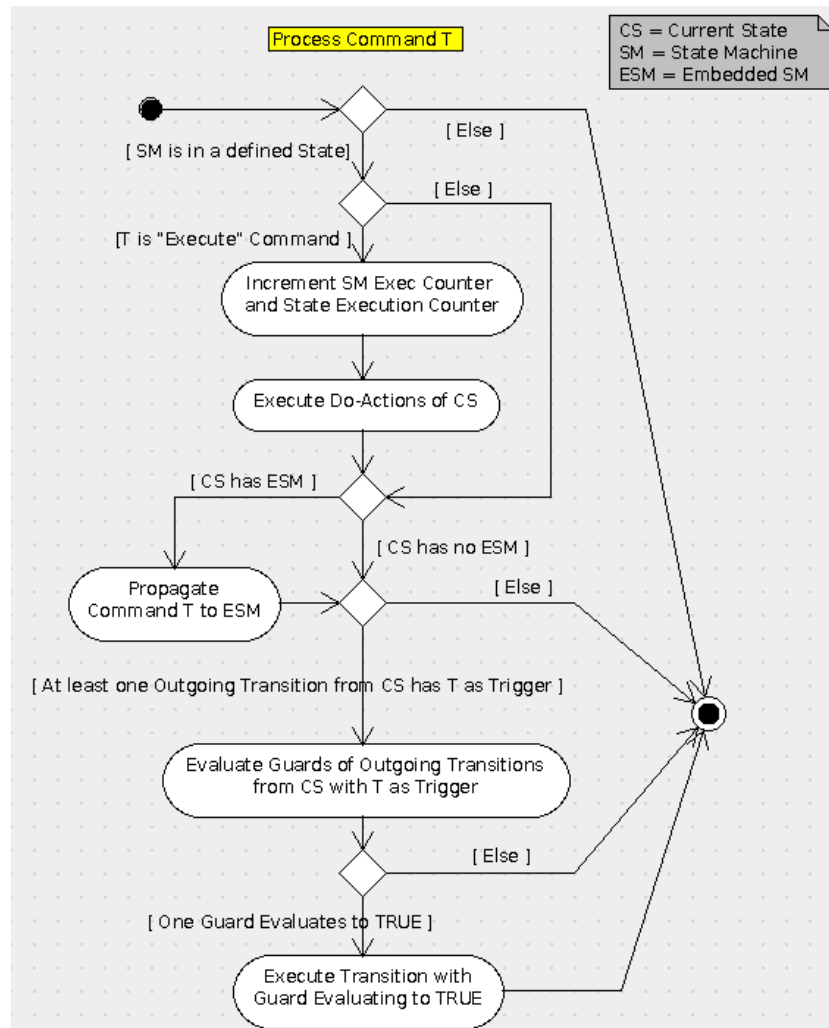 Process Command T
CS = Current State
SM = State Machine
ESM = Embedded SM
[ Else ]
[ SM is in a defined State]
[ Else ]
[T is "Execute" Command ]
Increment SM Exec Counter
and State Execution Counter
Execute Do-Actions of CS
[ CS has ESM ]
[ CS has no ESM ]
Propagate
Command T to ESM
[ Else ]
[ At least one Outgoing Transition from CS has T as Trigger ]
Evaluate Guards of Outgoing Transitions
from CS with T as Trigger
[ Else ]
[ One Guard Evaluates to TRUE ]
Execute Transition with
Guard Evaluating to TRUE